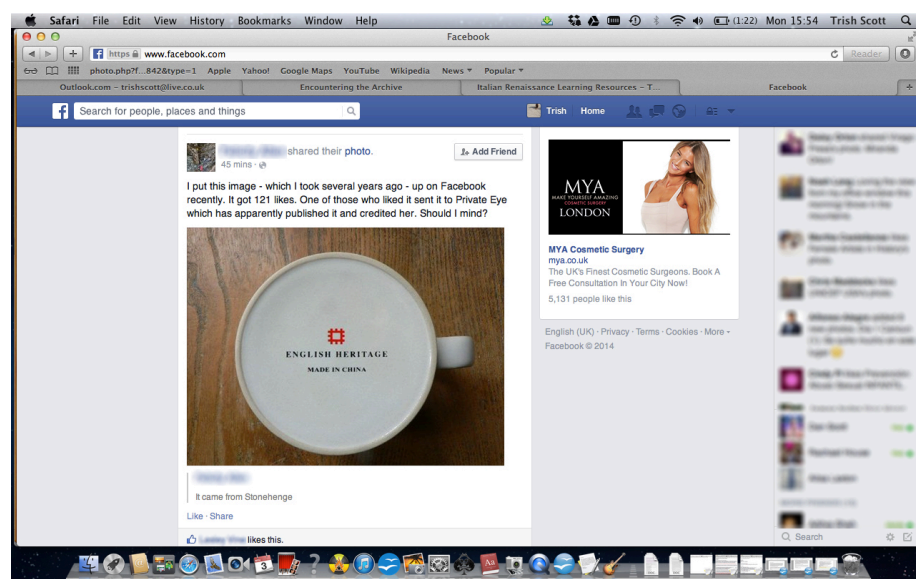 Safari File Edit View History Bookmarks Window Help (1:22) Mon 15:54 Trish Scott
Facebook
https www.facebook.com Reader
photo.php?f...842&type=1 Apple Yahoo! Google Maps YouTube Wikipedia News Popular
Outlook.com – trishscott@live.co.uk Encountering the Archive Italian Renaissance Learning Resources – T... Facebook
Search for people, places and things Trish Home
shared their photo.
45 mins ·
Add Friend
I put this image - which I took several years ago - up on Facebook
recently. It got 121 likes. One of those who liked it sent it to Private Eye
which has apparently published it and credited her. Should I mind?
ENGLISH HERITAGE
MADE IN CHINA
It came from Stonehenge
Like · Share
likes this.
MYA
MAKE YOURSELF AMAZING
COSMETIC SURGERY
LONDON
MYA Cosmetic Surgery
mya.co.uk
The UK's Finest Cosmetic Surgeons. Book A
Free Consultation In Your City Now!
5,131 people like this
English (UK) · Privacy · Terms · Cookies · More
Facebook © 2014
Search